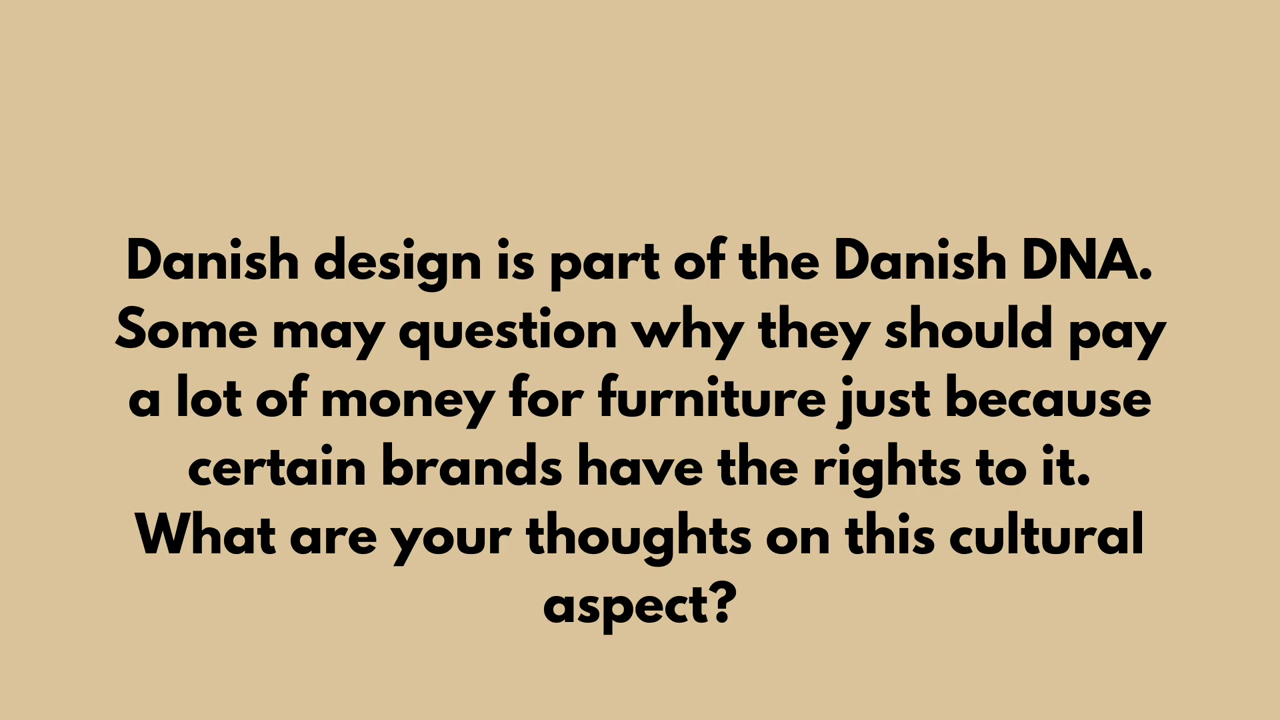 Danish design is part of the Danish DNA.
Some may question why they should pay
a lot of money for furniture just because
certain brands have the rights to it.
What are your thoughts on this cultural
aspect?